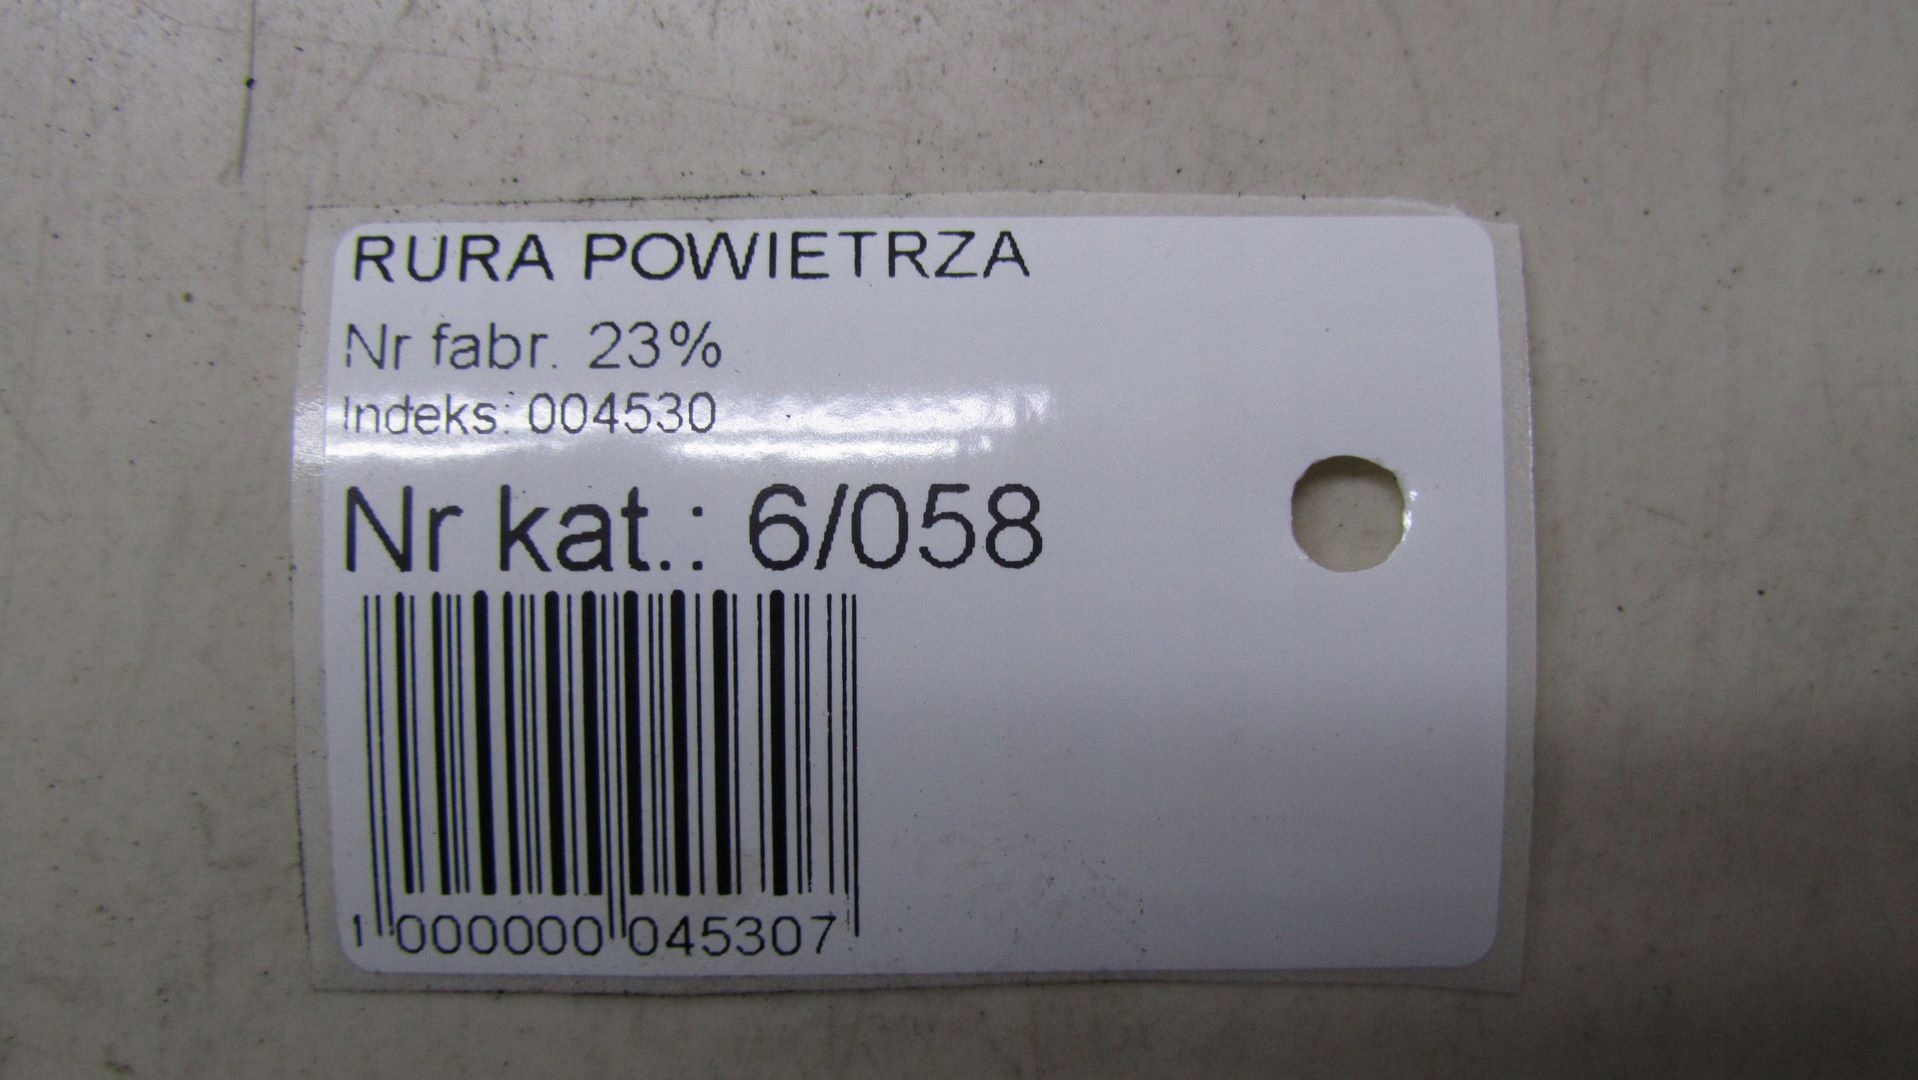 RURA POWIETRZA
Nr fabr. 23%
Indeks: 004530
Nr kat.: 6/058
1 000000 045307